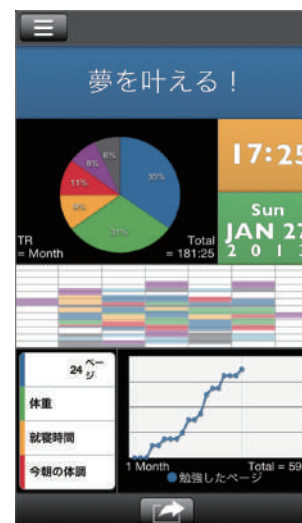 夢を叶える！
35%
31%
11%
8%
6%
17:25
TR
= Month
Total
= 181:25
Sun
JAN 27
2 0 1
24 ページ
体重
就寝時間
今朝の体調
1 Month
Total = 59
勉強したページ